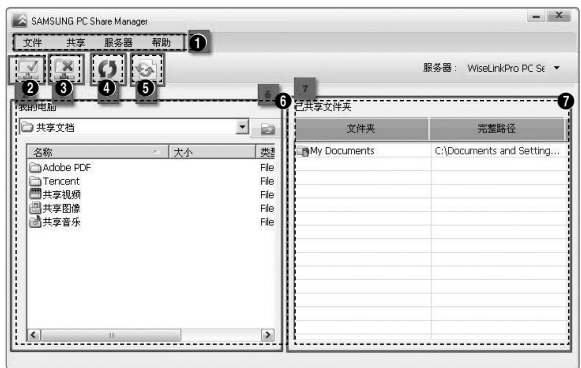 SAMSUNG PC Share Manager
文件 共享 服务器 帮助 1
2 3 4 5
服务器: WiseLinkPro PC Se
6 6 7 7
我的电脑
已共享文件夹
共享文档
文件夹 完整路径
名称 大小 类型
My Documents C:\Documents and Setting...
Adobe PDF File
Tencent File
共享视频 File
共享图像 File
共享音乐 File